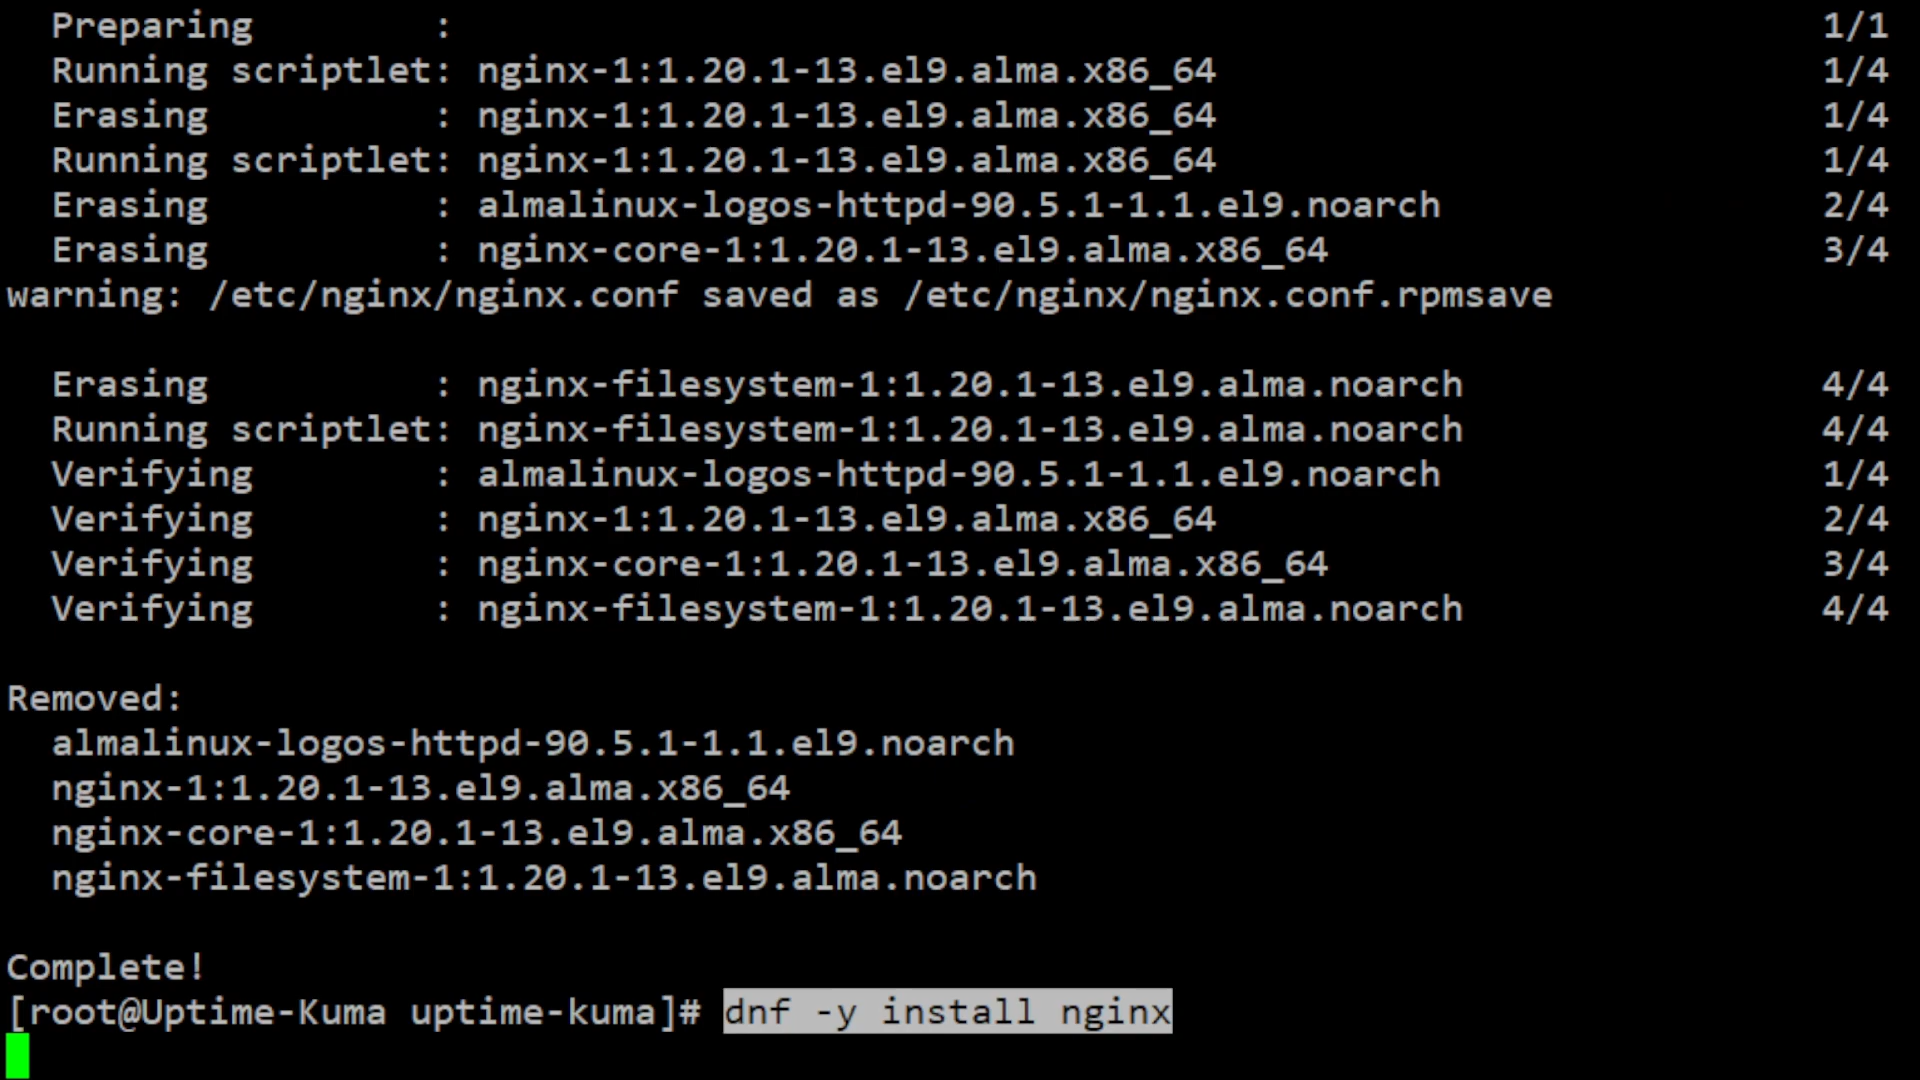 Preparing : 1/1
Running scriptlet: nginx-1:1.20.1-13.el9.alma.x86_64 1/4
Erasing : nginx-1:1.20.1-13.el9.alma.x86_64 1/4
Running scriptlet: nginx-1:1.20.1-13.el9.alma.x86_64 1/4
Erasing : almalinux-logos-httpd-90.5.1-1.1.el9.noarch 2/4
Erasing : nginx-core-1:1.20.1-13.el9.alma.x86_64 3/4
warning: /etc/nginx/nginx.conf saved as /etc/nginx/nginx.conf.rpmsave
Erasing : nginx-filesystem-1:1.20.1-13.el9.alma.noarch 4/4
Running scriptlet: nginx-filesystem-1:1.20.1-13.el9.alma.noarch 4/4
Verifying : almalinux-logos-httpd-90.5.1-1.1.el9.noarch 1/4
Verifying : nginx-1:1.20.1-13.el9.alma.x86_64 2/4
Verifying : nginx-core-1:1.20.1-13.el9.alma.x86_64 3/4
Verifying : nginx-filesystem-1:1.20.1-13.el9.alma.noarch 4/4
Removed:
almalinux-logos-httpd-90.5.1-1.1.el9.noarch
nginx-1:1.20.1-13.el9.alma.x86_64
nginx-core-1:1.20.1-13.el9.alma.x86_64
nginx-filesystem-1:1.20.1-13.el9.alma.noarch
Complete!
[root@Uptime-Kuma uptime-kuma]# dnf -y install nginx